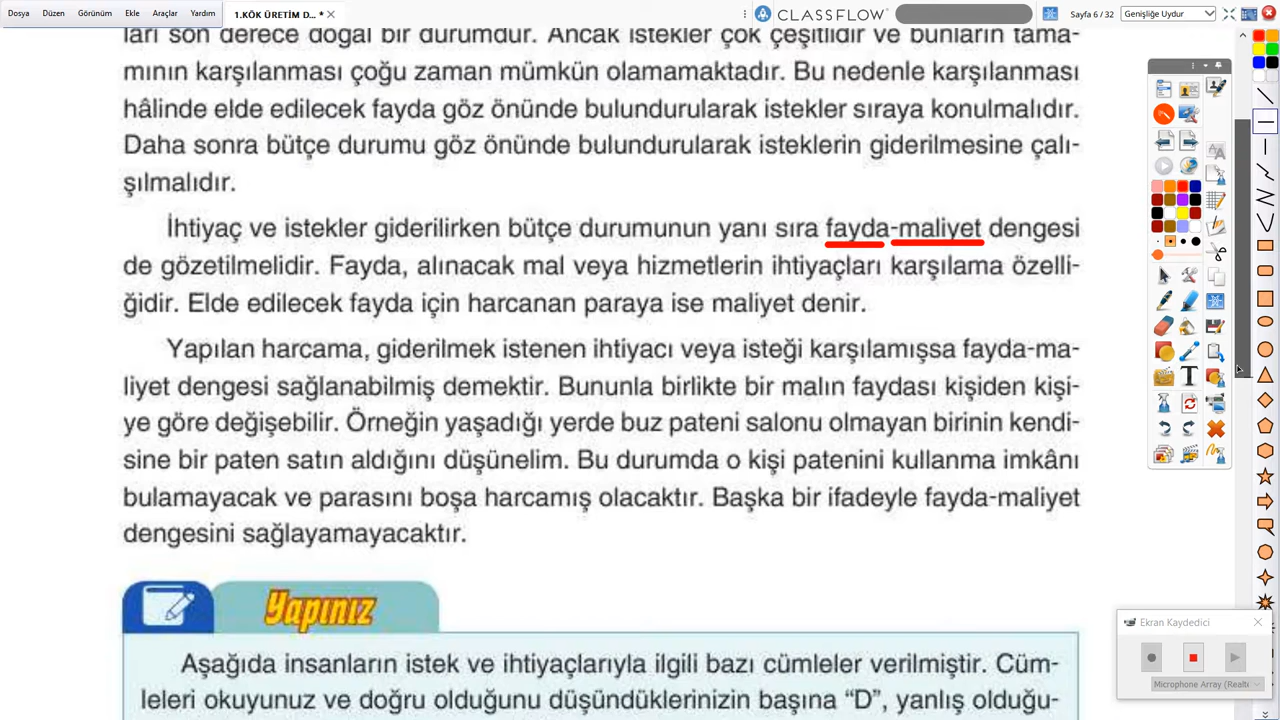 Dosya Düzen Görünüm Ekle Araçlar Yardım
1.KÖK ÜRETİM D... *
CLASSFLOW
Sayfa 6 / 32
Genişliğe Uydur
ları son derece doğal bir durumdur. Ancak istekler çok çeşitlidir ve bunların tama-
mının karşılanması çoğu zaman mümkün olamamaktadır. Bu nedenle karşılanması
hâlinde elde edilecek fayda göz önünde bulundurularak istekler sıraya konulmalıdır.
Daha sonra bütçe durumu göz önünde bulundurularak isteklerin giderilmesine çalı-
şılmalıdır.
İhtiyaç ve istekler giderilirken bütçe durumunun yanı sıra fayda-maliyet dengesi
de gözetilmelidir. Fayda, alınacak mal veya hizmetlerin ihtiyaçları karşılama özelli-
ğidir. Elde edilecek fayda için harcanan paraya ise maliyet denir.
Yapılan harcama, giderilmek istenen ihtiyacı veya isteği karşılamışsa fayda-ma-
liyet dengesi sağlanabilmiş demektir. Bununla birlikte bir malın faydası kişiden kişi-
ye göre değişebilir. Örneğin yaşadığı yerde buz pateni salonu olmayan birinin kendi-
sine bir paten satın aldığını düşünelim. Bu durumda o kişi patenini kullanma imkânı
bulamayacak ve parasını boşa harcamış olacaktır. Başka bir ifadeyle fayda-maliyet
dengesini sağlayamayacaktır.
Yapınız
Aşağıda insanların istek ve ihtiyaçlarıyla ilgili bazı cümleler verilmiştir. Cüm-
leleri okuyunuz ve doğru olduğunu düşündüklerinizin başına “D”, yanlış olduğu-
Ekran Kaydedici
Microphone Array (Realte